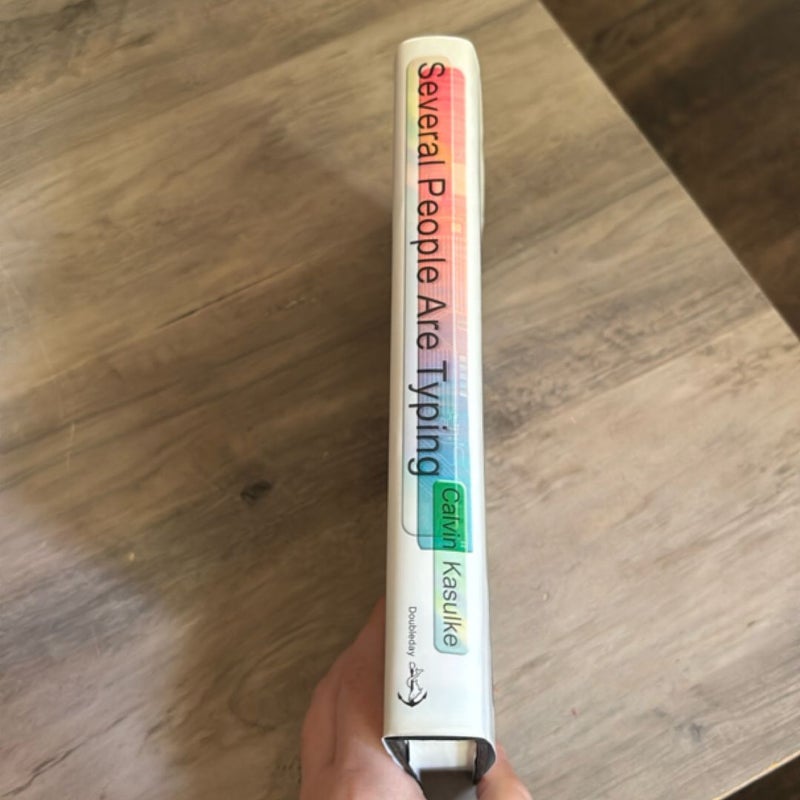 Several People Are Typing
Calvin Kasulke
Doubleday